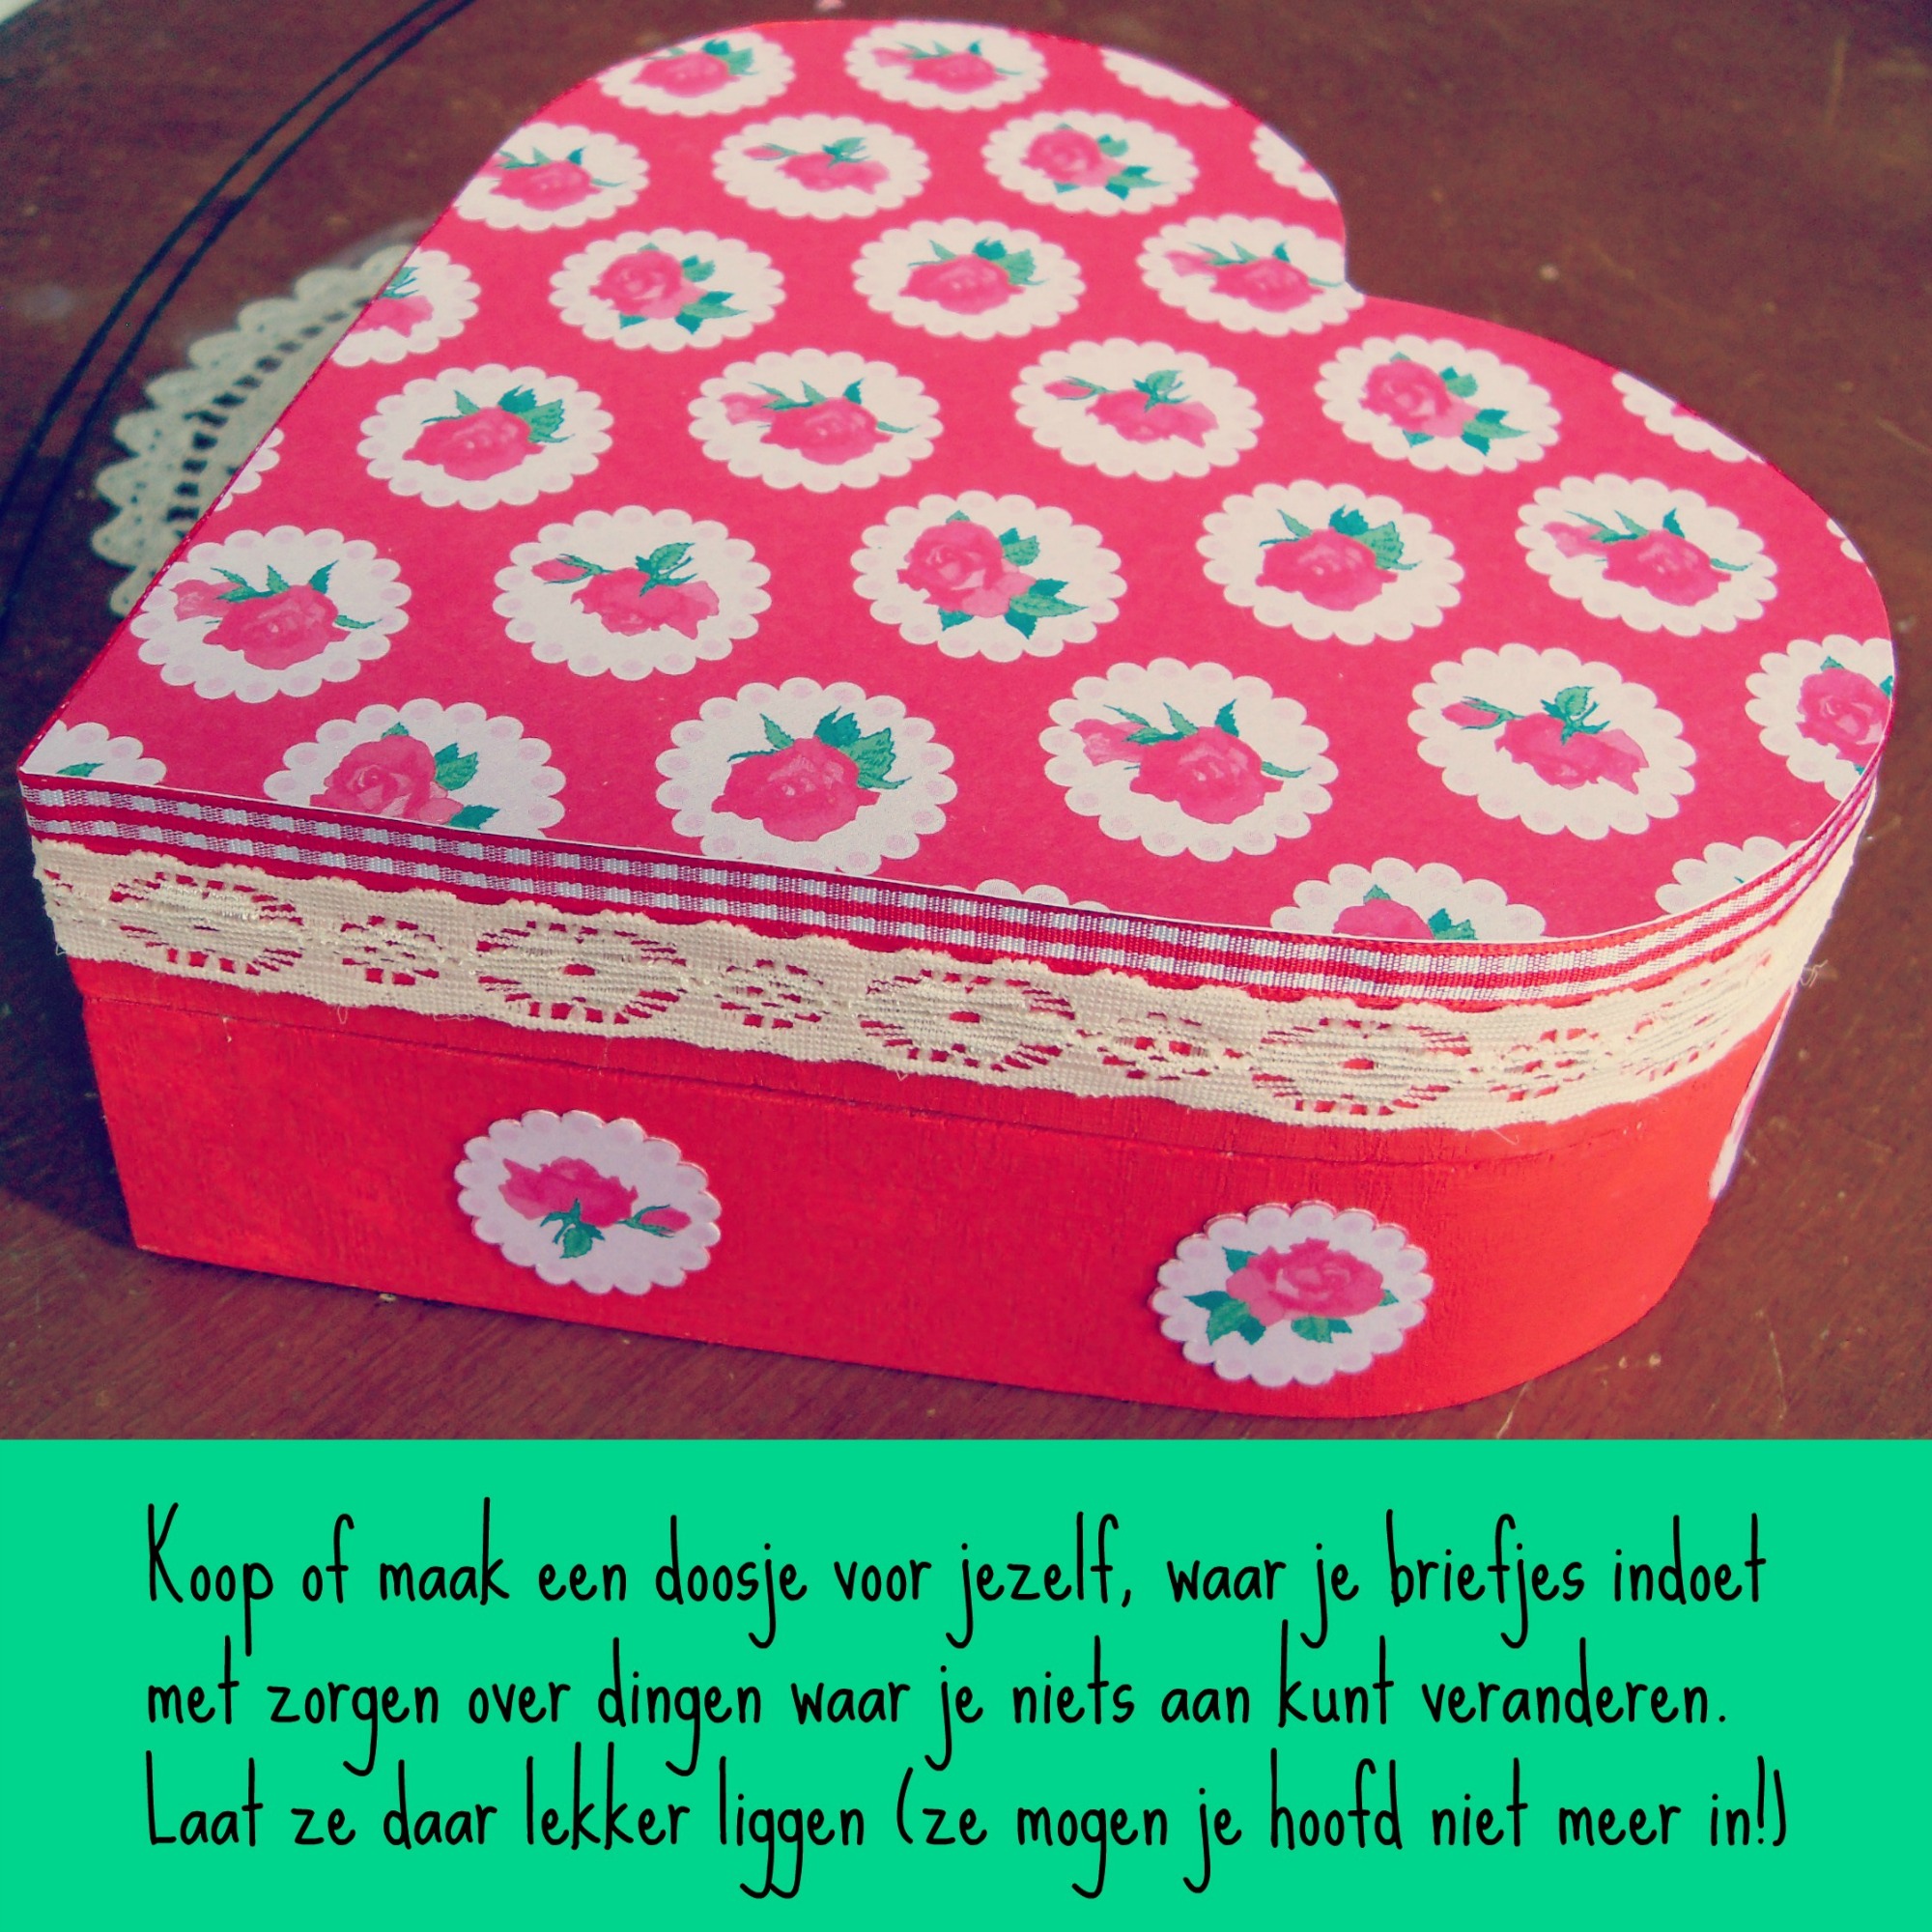 Koop of maak een doosje voor jezelf, waar je briefjes indoet
met zorgen over dingen waar je niets aan kunt veranderen.
Laat ze daar lekker liggen (ze mogen je hoofd niet meer in!)